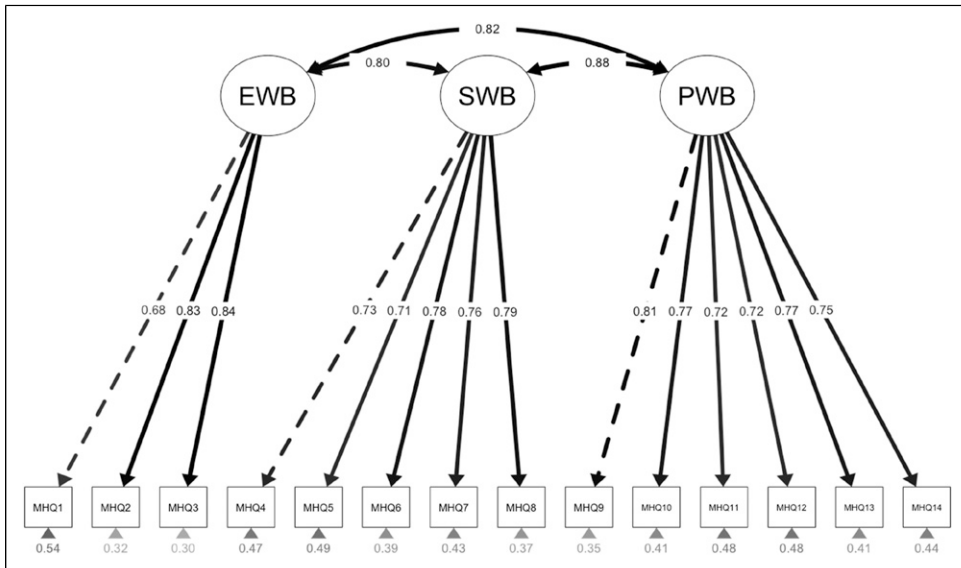 0.82
0.80 0.88
EWB SWB PWB
0.68 0.83 0.84 0.73 0.71 0.78 0.76 0.79 0.81 0.77 0.72 0.72 0.77 0.75
MHQ1 MHQ2 MHQ3 MHQ4 MHQ5 MHQ6 MHQ7 MHQ8 MHQ9 MHQ10 MHQ11 MHQ12 MHQ13 MHQ14
0.54 0.32 0.30 0.47 0.49 0.39 0.43 0.37 0.35 0.41 0.48 0.48 0.41 0.44